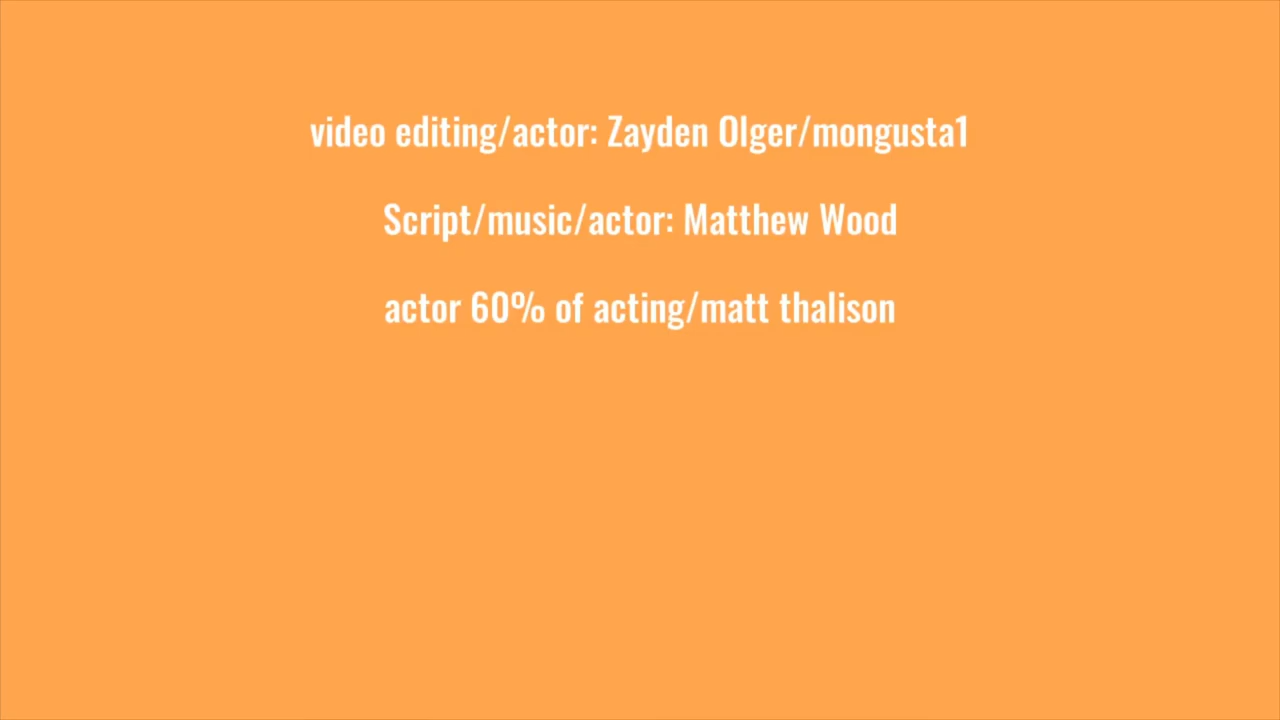 video editing/actor: Zayden Olger/mongusta1
Script/music/actor: Matthew Wood
actor 60% of acting/matt thalison